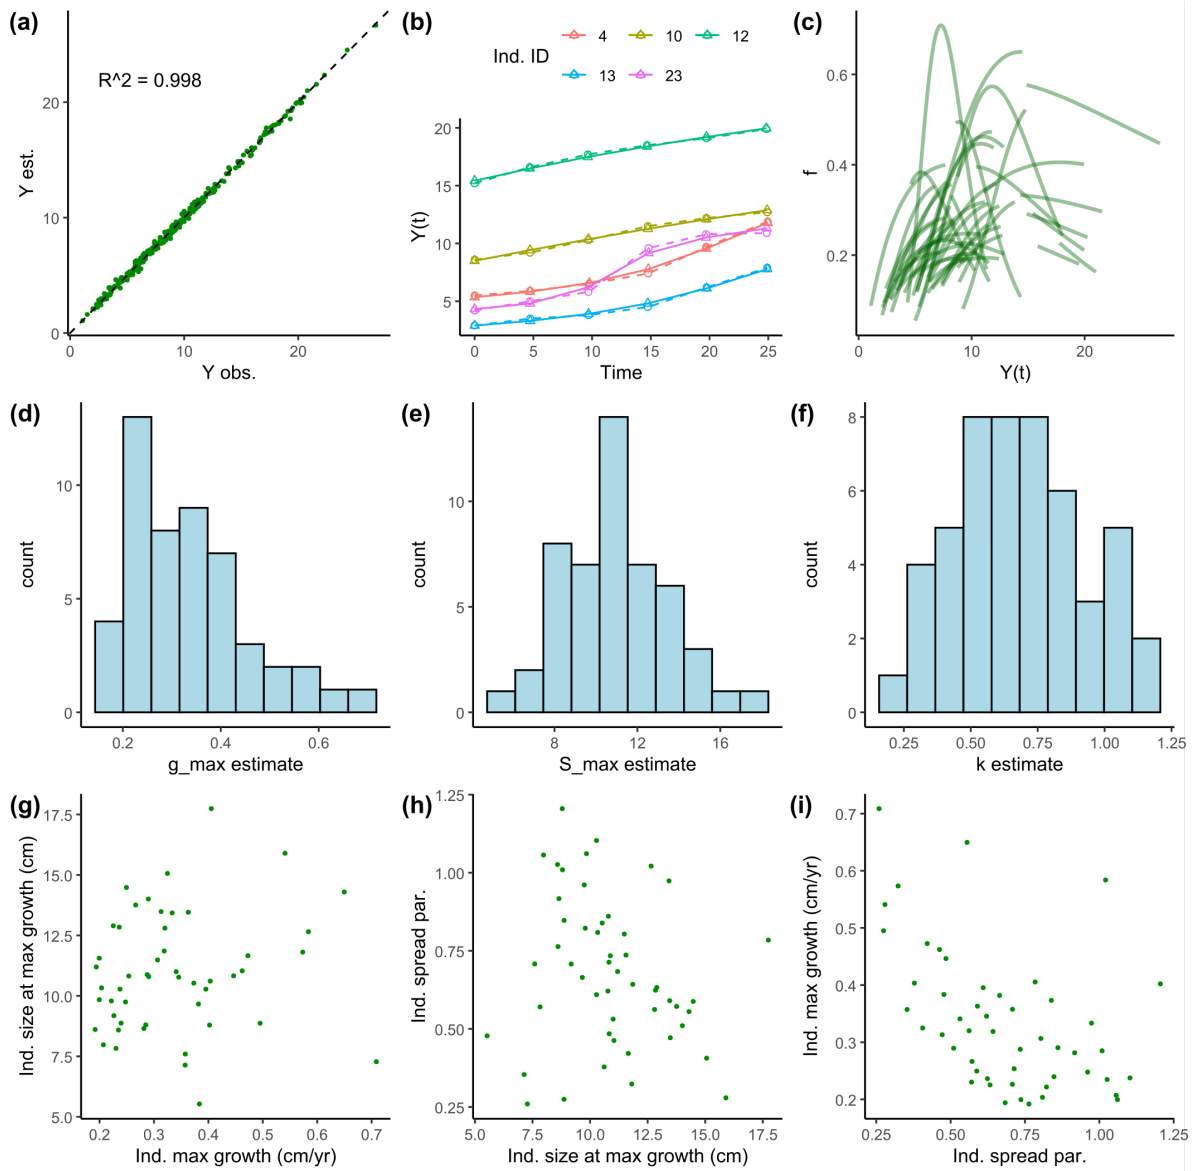 (a)
R^2 = 0.998
Y est.
20
10
0
0 10 20
Y obs.
(b)
Ind. ID
4 10 12
13 23
Y(t)
20
15
10
5
0 5 10 15 20 25
Time
(c)
f
0.6
0.4
0.2
0 10 20
Y(t)
(d)
count
10
5
0
0.2 0.4 0.6
g_max estimate
(e)
count
10
5
0
8 12 16
S_max estimate
(f)
count
8
6
4
2
0
0.25 0.50 0.75 1.00 1.25
k estimate
(g)
Ind. size at max growth (cm)
17.5
15.0
12.5
10.0
7.5
5.0
0.2 0.3 0.4 0.5 0.6 0.7
Ind. max growth (cm/yr)
(h)
Ind. spread par.
1.25
1.00
0.75
0.50
0.25
5.0 7.5 10.0 12.5 15.0 17.5
Ind. size at max growth (cm)
(i)
Ind. max growth (cm/yr)
0.7
0.6
0.5
0.4
0.3
0.2
0.25 0.50 0.75 1.00 1.25
Ind. spread par.